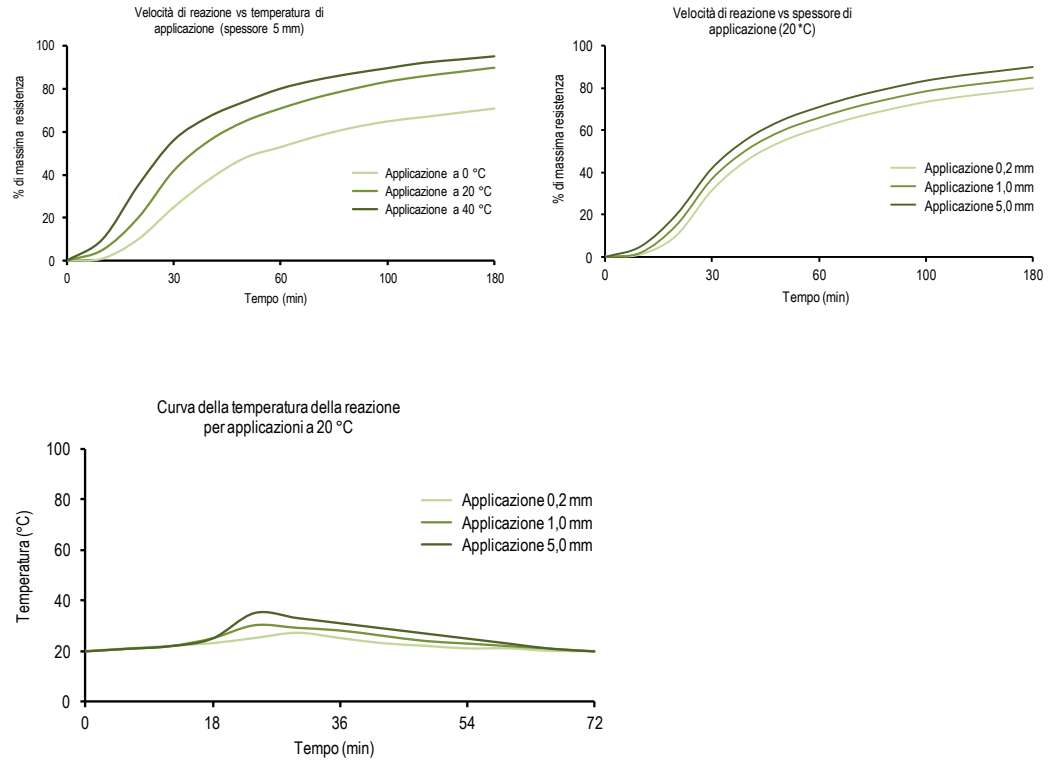 Velocità di reazione vs temperatura di
applicazione (spessore 5 mm)
% di massima resistenza
100
80
60
40
20
0
0
30
60
100
180
Tempo (min)
Applicazione a 0 °C
Applicazione a 20 °C
Applicazione a 40 °C
Velocità di reazione vs spessore di
applicazione (20 °C)
% di massima resistenza
100
80
60
40
20
0
0
30
60
100
180
Tempo (min)
Applicazione 0,2 mm
Applicazione 1,0 mm
Applicazione 5,0 mm
Curva della temperatura della reazione
per applicazioni a 20 °C
Temperatura (°C)
100
80
60
40
20
0
0
18
36
54
72
Tempo (min)
Applicazione 0,2 mm
Applicazione 1,0 mm
Applicazione 5,0 mm